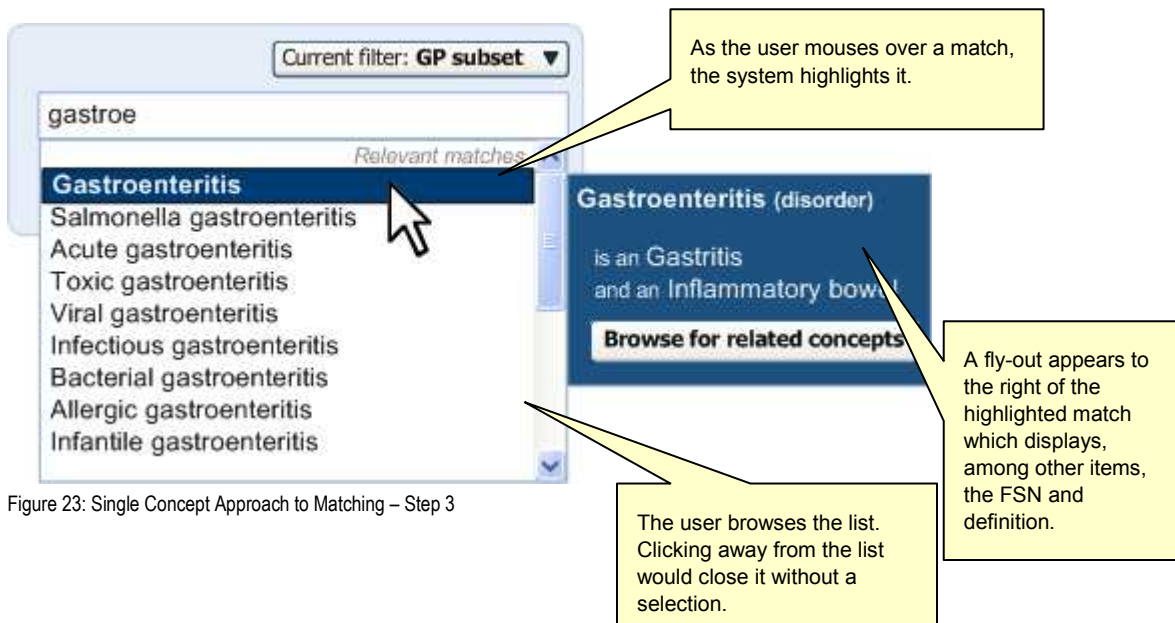 Current filter: GP subset
gastroe
Relevant matches
Gastroenteritis
Salmonella gastroenteritis
Acute gastroenteritis
Toxic gastroenteritis
Viral gastroenteritis
Infectious gastroenteritis
Bacterial gastroenteritis
Allergic gastroenteritis
Infantile gastroenteritis
As the user mouses over a match,
the system highlights it.
Gastroenteritis (disorder)
is an Gastritis
and an Inflammatory
Browse for related concepts
A fly-out appears to
the right of the
highlighted match
which displays,
among other items,
the FSN and
definition.
The user browses the list.
Clicking away from the list
would close it without a
selection.
Figure 23: Single Concept Approach to Matching – Step 3